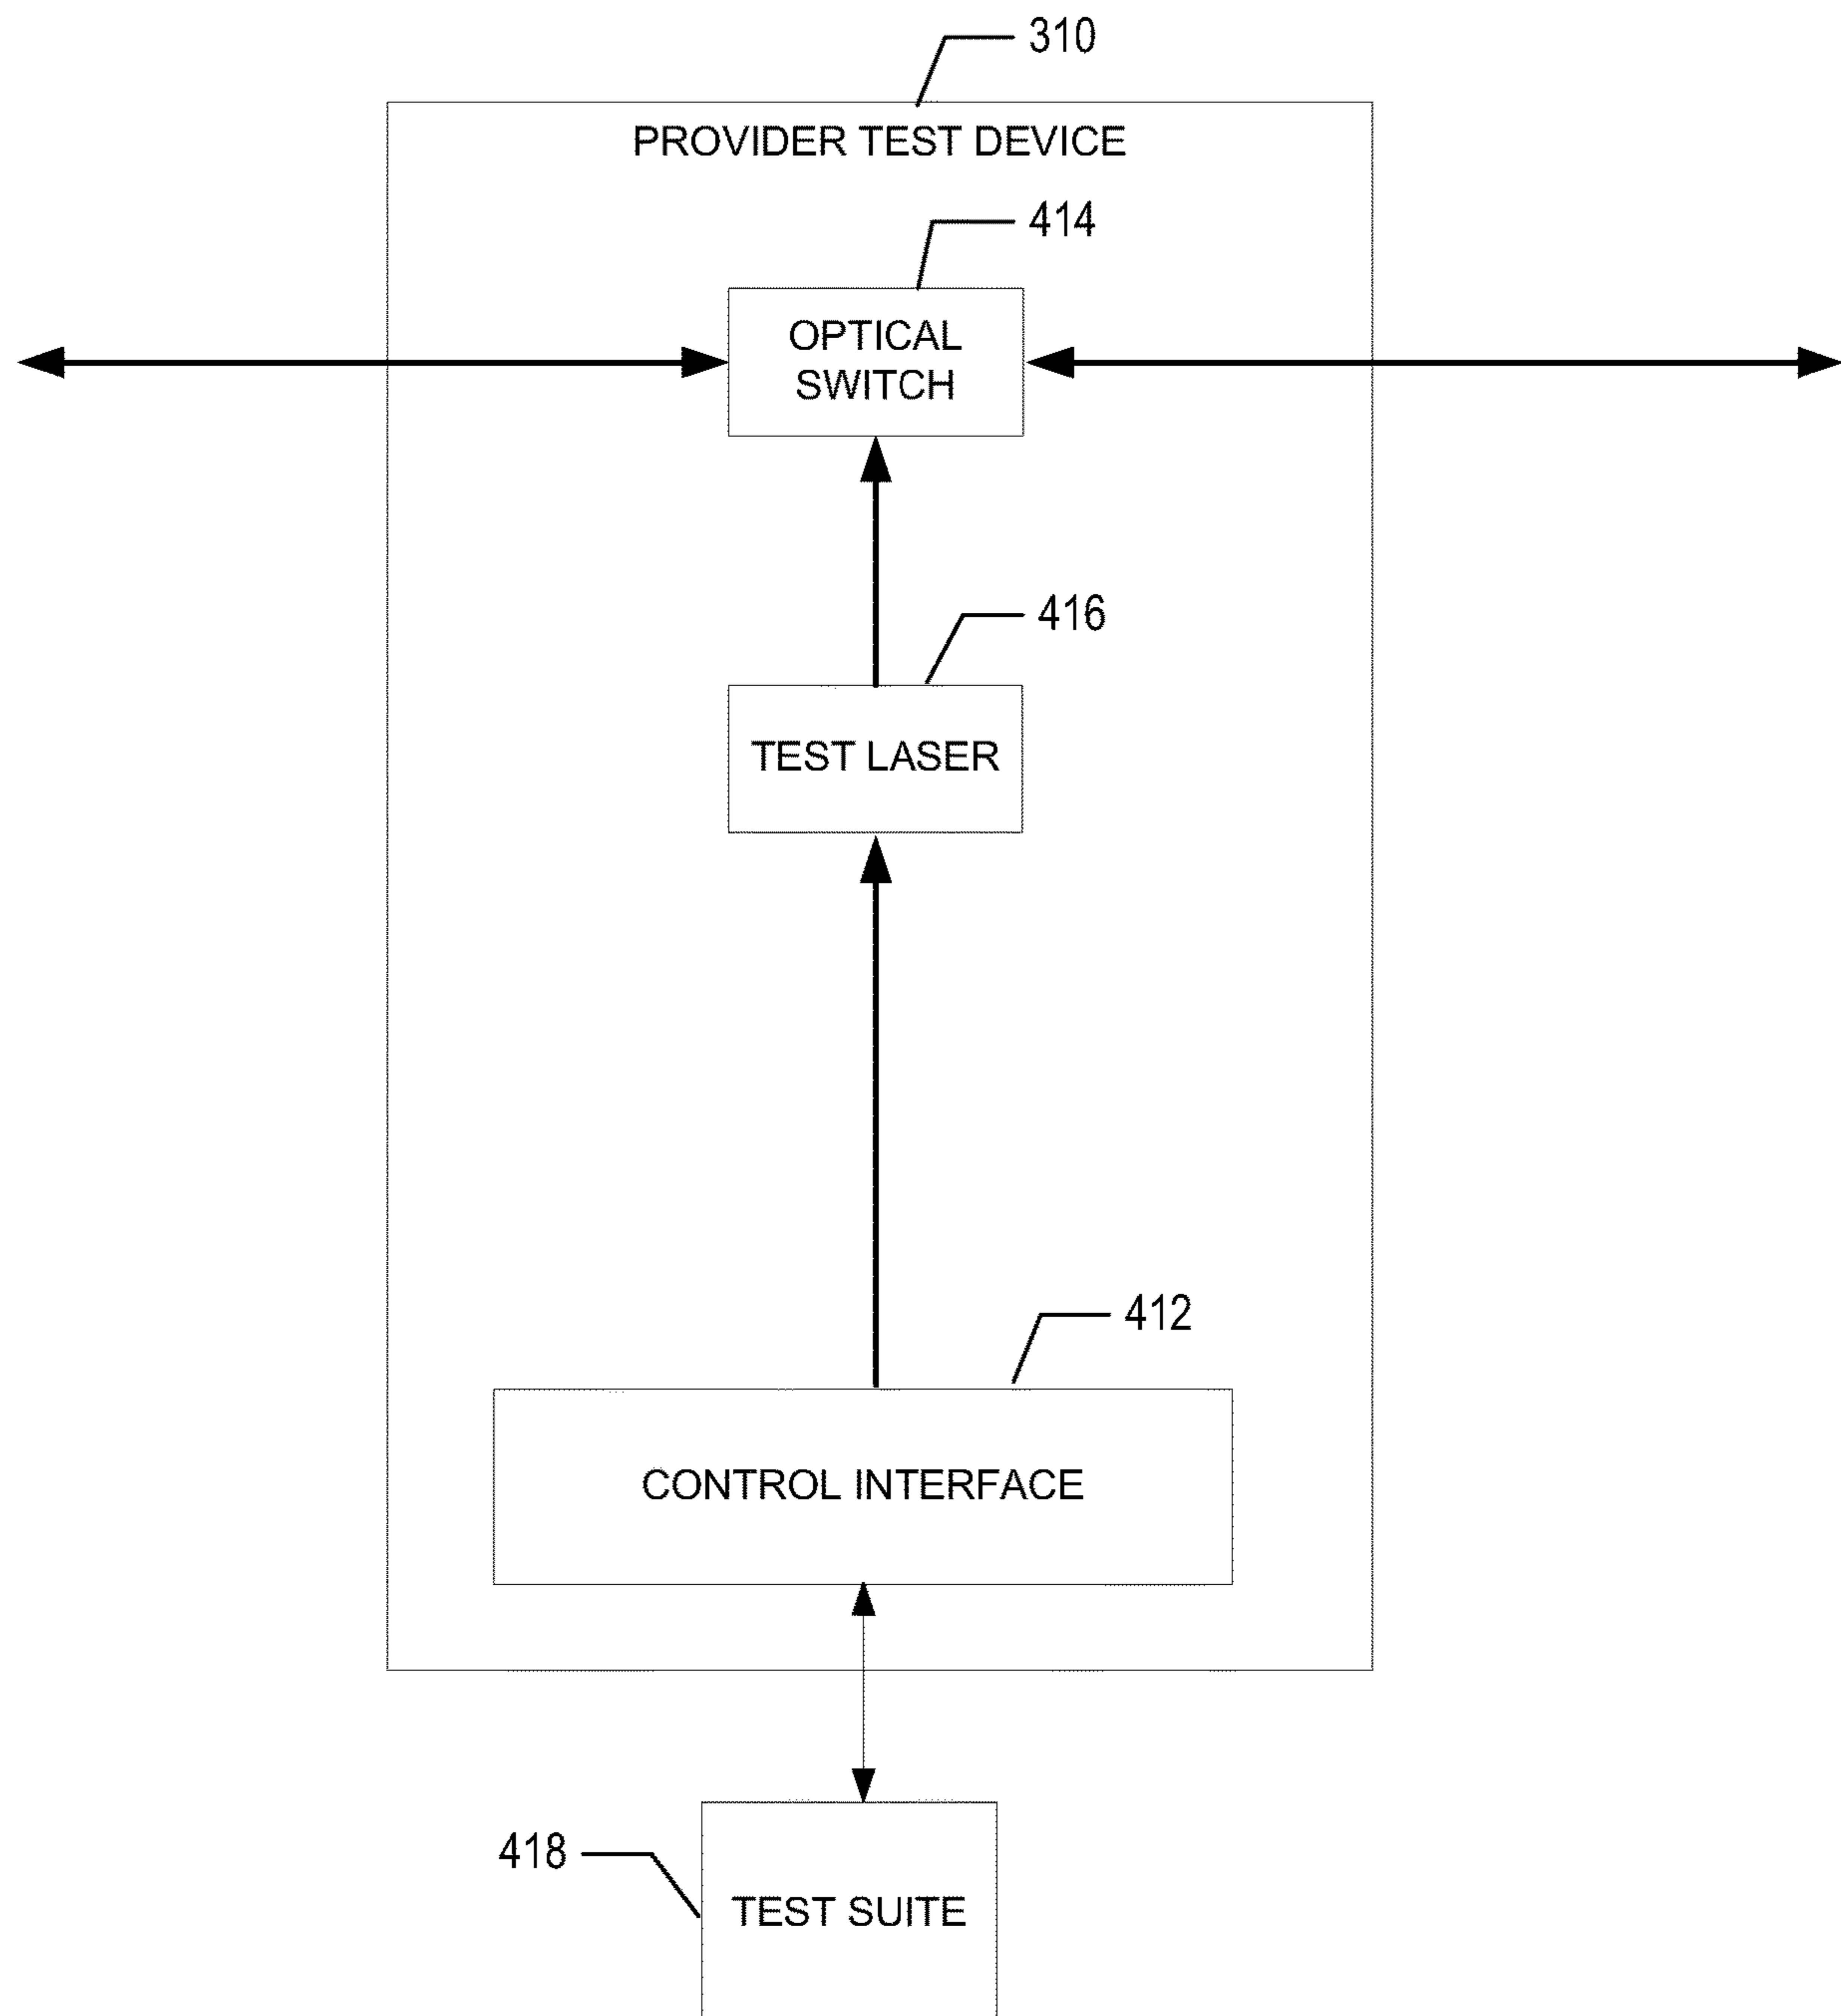 310
PROVIDER TEST DEVICE
414
OPTICAL
SWITCH
416
TEST LASER
412
CONTROL INTERFACE
418
TEST SUITE